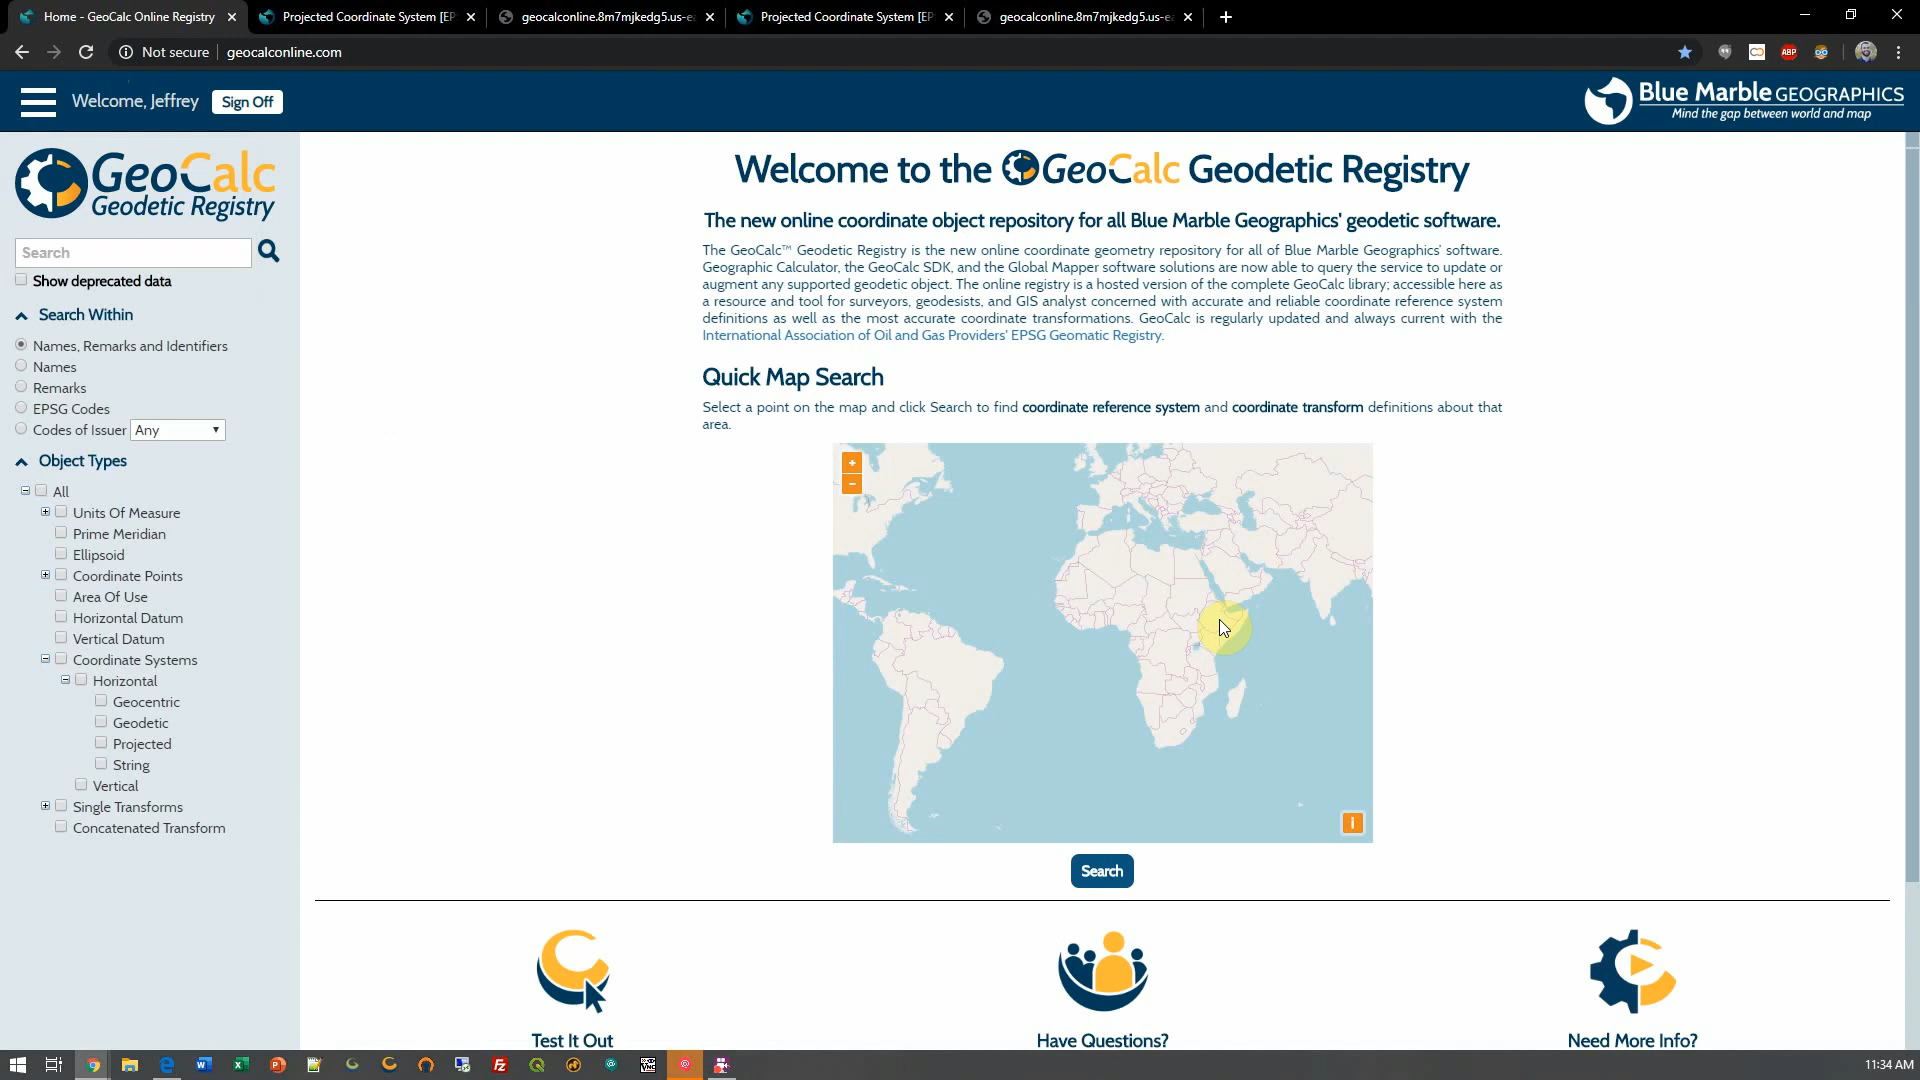 Home - GeoCalc Online Registry
Projected Coordinate System [EP
geocalconline.8m7mjkedg5.us-ea
Projected Coordinate System [EP
geocalconline.8m7mjkedg5.us-ea
Not secure
geocalconline.com
ABP
Welcome, Jeffrey
Sign Off
Blue Marble GEOGRAPHICS
Mind the gap between world and map
GeoCalc
Geodetic Registry
Search
Show deprecated data
Search Within
Names, Remarks and Identifiers
Names
Remarks
EPSG Codes
Codes of Issuer Any
Object Types
All
Units Of Measure
Prime Meridian
Ellipsoid
Coordinate Points
Area Of Use
Horizontal Datum
Vertical Datum
Coordinate Systems
Horizontal
Geocentric
Geodetic
Projected
String
Vertical
Single Transforms
Concatenated Transform
Welcome to the GeoCalc Geodetic Registry
The new online coordinate object repository for all Blue Marble Geographics' geodetic software.
The GeoCalc™ Geodetic Registry is the new online coordinate geometry repository for all of Blue Marble Geographics' software.
Geographic Calculator, the GeoCalc SDK, and the Global Mapper software solutions are now able to query the service to update or
augment any supported geodetic object. The online registry is a hosted version of the complete GeoCalc library; accessible here as
a resource and tool for surveyors, geodesists, and GIS analyst concerned with accurate and reliable coordinate reference system
definitions as well as the most accurate coordinate transformations. GeoCalc is regularly updated and always current with the
International Association of Oil and Gas Providers' EPSG Geomatic Registry.
Quick Map Search
Select a point on the map and click Search to find coordinate reference system and coordinate transform definitions about that
area.
+
−
i
Search
Test It Out
Have Questions?
Need More Info?
11:34 AM